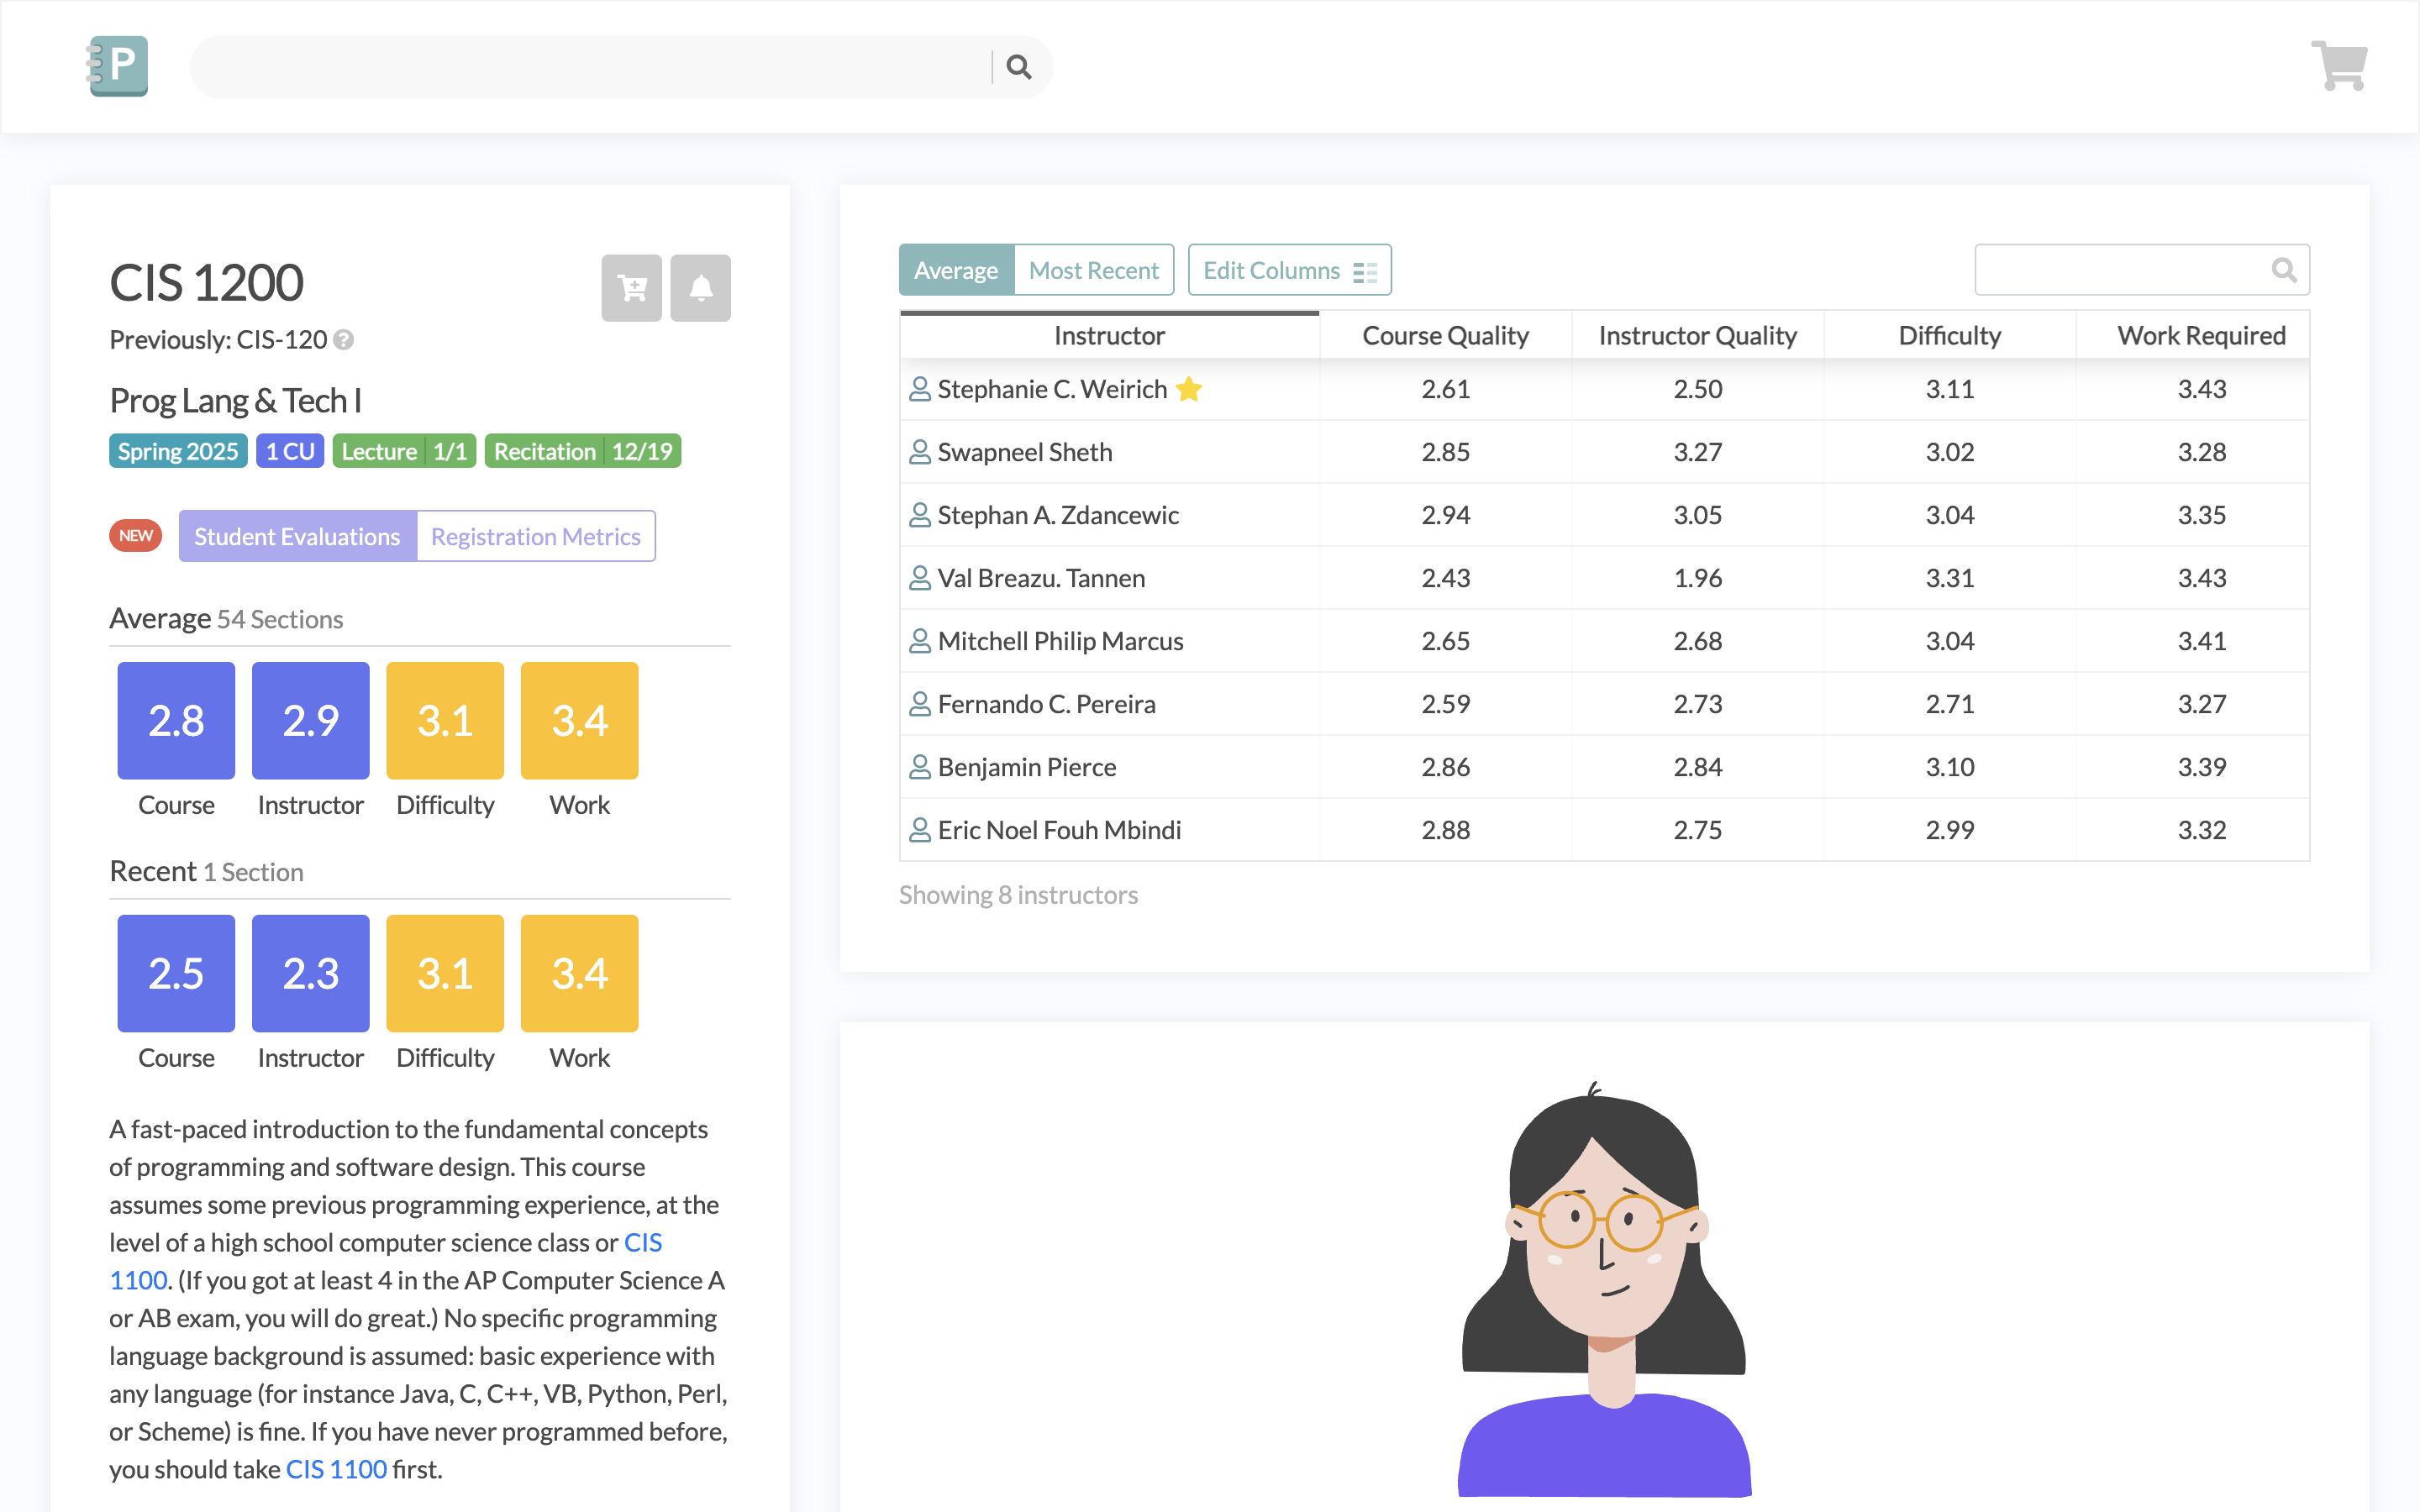 P
CIS 1200
Previously: CIS-120 ?
Prog Lang & Tech I
Spring 2025 1 CU Lecture 1/1 Recitation 12/19
NEW Student Evaluations Registration Metrics
Average 54 Sections
2.8 2.9 3.1 3.4
Course Instructor Difficulty Work
Recent 1 Section
2.5 2.3 3.1 3.4
Course Instructor Difficulty Work
A fast-paced introduction to the fundamental concepts
of programming and software design. This course
assumes some previous programming experience, at the
level of a high school computer science class or CIS
1100. (If you got at least 4 in the AP Computer Science A
or AB exam, you will do great.) No specific programming
language background is assumed: basic experience with
any language (for instance Java, C, C++, VB, Python, Perl,
or Scheme) is fine. If you have never programmed before,
you should take CIS 1100 first.
Average Most Recent Edit Columns
Instructor Course Quality Instructor Quality Difficulty Work Required
Stephanie C. Weirich 2.61 2.50 3.11 3.43
Swapneel Sheth 2.85 3.27 3.02 3.28
Stephan A. Zdancewic 2.94 3.05 3.04 3.35
Val Breazu. Tannen 2.43 1.96 3.31 3.43
Mitchell Philip Marcus 2.65 2.68 3.04 3.41
Fernando C. Pereira 2.59 2.73 2.71 3.27
Benjamin Pierce 2.86 2.84 3.10 3.39
Eric Noel Fouh Mbindi 2.88 2.75 2.99 3.32
Showing 8 instructors